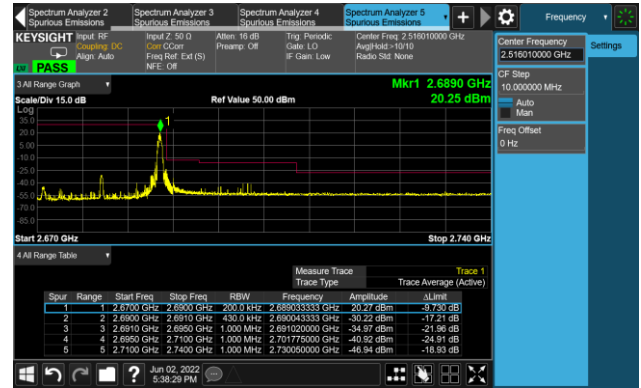 Spectrum Analyzer 2
Spurious Emissions
Spectrum Analyzer 3
Spurious Emissions
Spectrum Analyzer 4
Spurious Emissions
Spectrum Analyzer 5
Spurious Emissions
Frequency
KEYSIGHT
Input: RF
Coupling: DC
Align: Auto
Input Z: 50 Ω
Corr CCorr
Freq Ref: Ext (S)
NFE: Off
Atten: 16 dB
Preamp: Off
Trig: Periodic
Gate: LO
IF Gain: Low
Center Freq: 2.516010000 GHz
Avg|Hold:>10/10
Radio Std: None
PASS
Center Frequency
2.516010000 GHz
Settings
CF Step
10.000000 MHz
Auto
Man
Freq Offset
0 Hz
3 All Range Graph
Mkr1 2.6890 GHz
Scale/Div 15.0 dB
Ref Value 50.00 dBm
20.25 dBm
Log
35.0
20.0
5.00
-10.0
-25.0
-40.0
-55.0
-70.0
-85.0
1
Start 2.670 GHz
Stop 2.740 GHz
4 All Range Table
Measure Trace
Trace 1
Trace Type
Trace Average (Active)
Spur Range Start Freq Stop Freq RBW Frequency Amplitude ΔLimit
1 1 2.6700 GHz 2.6900 GHz 200.0 kHz 2.689033333 GHz 20.27 dBm -9.730 dB
2 2 2.6900 GHz 2.6910 GHz 430.0 kHz 2.690043333 GHz -30.22 dBm -17.21 dB
3 3 2.6910 GHz 2.6950 GHz 1.000 MHz 2.691020000 GHz -34.97 dBm -21.96 dB
4 4 2.6950 GHz 2.7100 GHz 1.000 MHz 2.701775000 GHz -40.92 dBm -24.91 dB
5 5 2.7100 GHz 2.7400 GHz 1.000 MHz 2.730050000 GHz -46.94 dBm -18.93 dB
Jun 02, 2022
5:38:29 PM